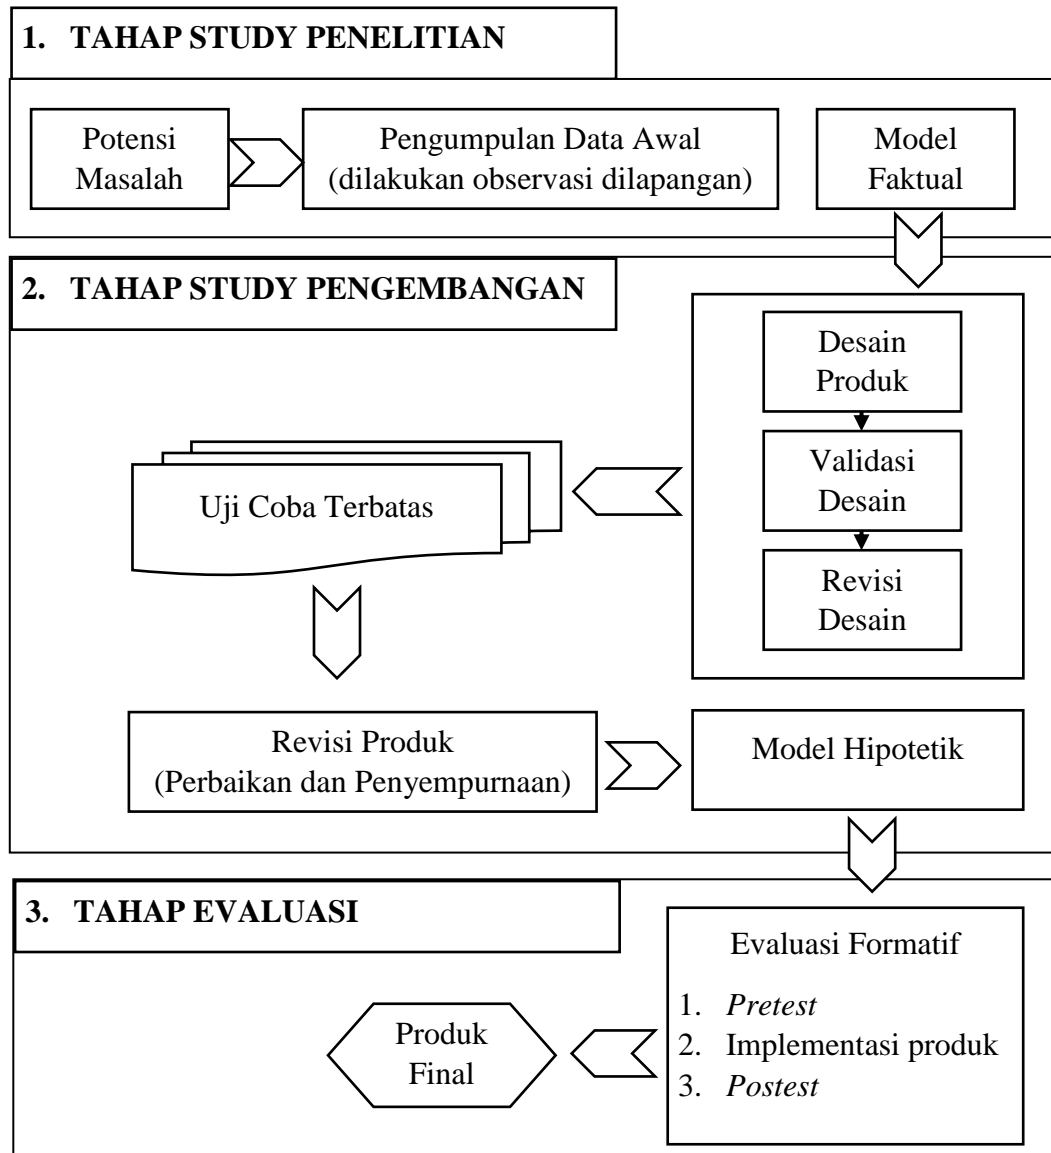 1. TAHAP STUDY PENELITIAN
Potensi
Masalah
Pengumpulan Data Awal
(dilakukan observasi dilapangan)
Model
Faktual
2. TAHAP STUDY PENGEMBANGAN
Desain
Produk
Validasi
Desain
Revisi
Desain
Uji Coba Terbatas
Revisi Produk
(Perbaikan dan Penyempurnaan)
Model Hipotetik
3. TAHAP EVALUASI
Evaluasi Formatif
1. Pretest
2. Implementasi produk
3. Postest
Produk
Final